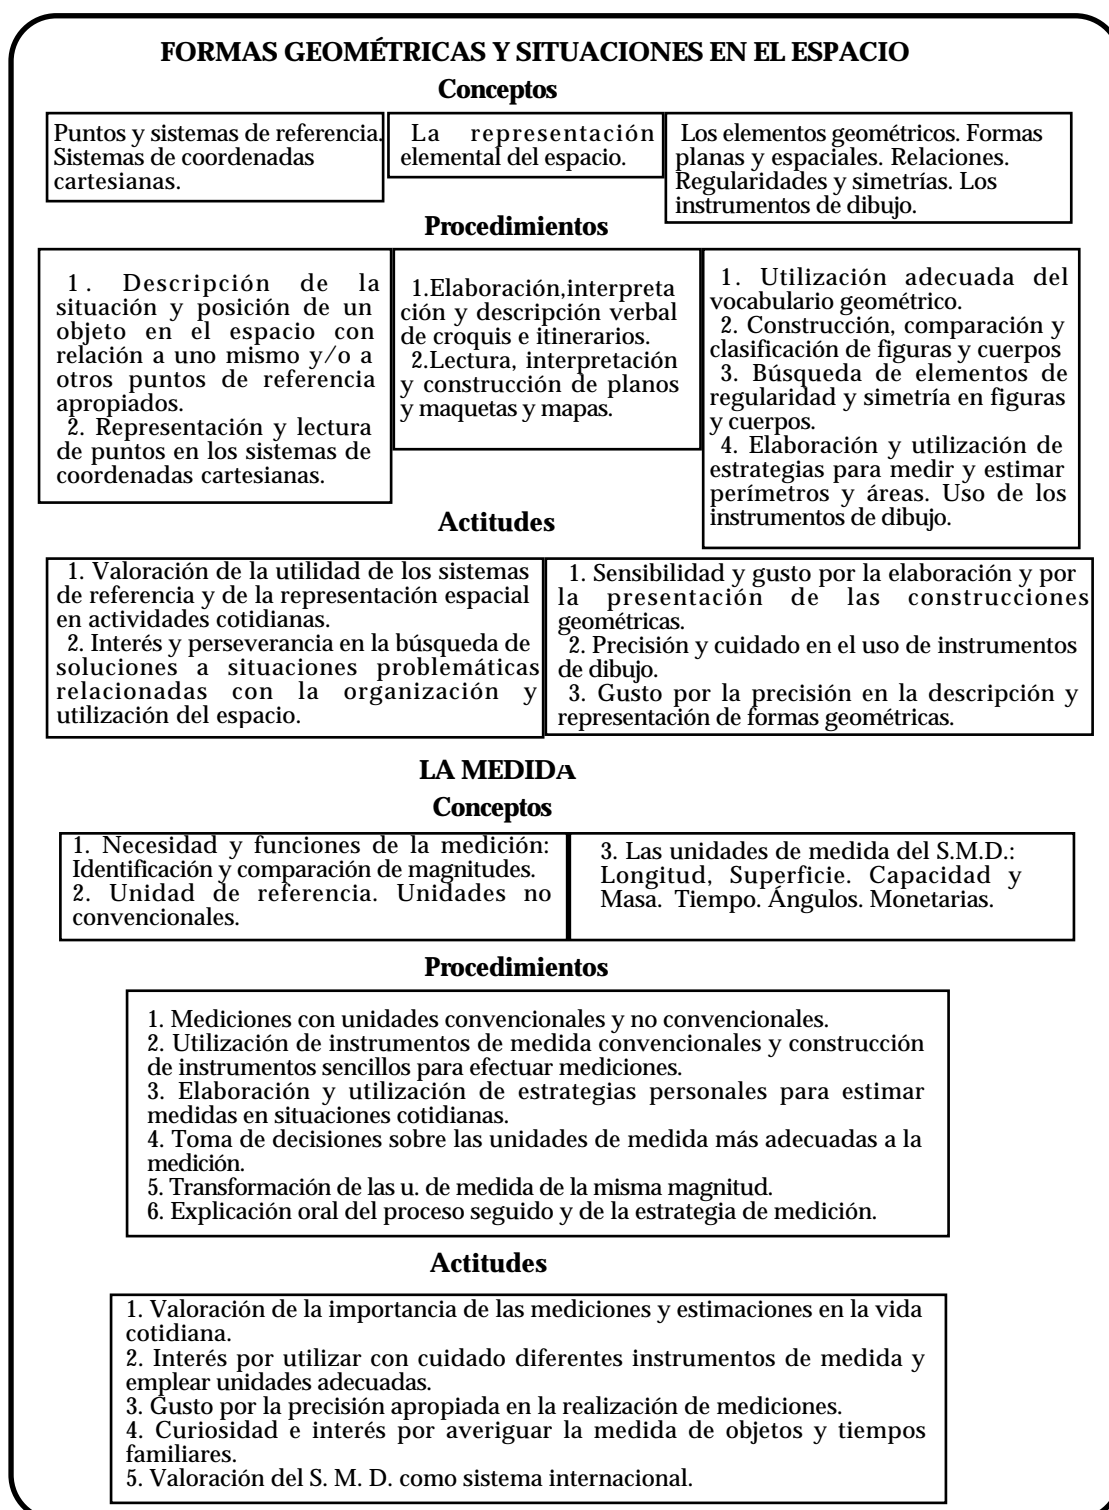 FORMAS GEOMÉTRICAS Y SITUACIONES EN EL ESPACIO
Conceptos
Puntos y sistemas de referencia.
Sistemas de coordenadas
cartesianas.
La representación
elemental del espacio.
Los elementos geométricos. Formas
planas y espaciales. Relaciones.
Regularidades y simetrías. Los
instrumentos de dibujo.
Procedimientos
1. Descripción de la
situación y posición de un
objeto en el espacio con
relación a uno mismo y/o a
otros puntos de referencia
apropiados.
2. Representación y lectura
de puntos en los sistemas de
coordenadas cartesianas.
1.Elaboración,interpreta
ción y descripción verbal
de croquis e itinerarios.
2.Lectura, interpretación
y construcción de planos
y maquetas y mapas.
1. Utilización adecuada del
vocabulario geométrico.
2. Construcción, comparación y
clasificación de figuras y cuerpos
3. Búsqueda de elementos de
regularidad y simetría en figuras
y cuerpos.
4. Elaboración y utilización de
estrategias para medir y estimar
perímetros y áreas. Uso de los
instrumentos de dibujo.
Actitudes
1. Valoración de la utilidad de los sistemas
de referencia y de la representación espacial
en actividades cotidianas.
2. Interés y perseverancia en la búsqueda de
soluciones a situaciones problemáticas
relacionadas con la organización y
utilización del espacio.
1. Sensibilidad y gusto por la elaboración y por
la presentación de las construcciones
geométricas.
2. Precisión y cuidado en el uso de instrumentos
de dibujo.
3. Gusto por la precisión en la descripción y
representación de formas geométricas.
LA MEDIDA
Conceptos
1. Necesidad y funciones de la medición:
Identificación y comparación de magnitudes.
2. Unidad de referencia. Unidades no
convencionales.
3. Las unidades de medida del S.M.D.:
Longitud, Superficie. Capacidad y
Masa. Tiempo. Ángulos. Monetarias.
Procedimientos
1. Mediciones con unidades convencionales y no convencionales.
2. Utilización de instrumentos de medida convencionales y construcción
de instrumentos sencillos para efectuar mediciones.
3. Elaboración y utilización de estrategias personales para estimar
medidas en situaciones cotidianas.
4. Toma de decisiones sobre las unidades de medida más adecuadas a la
medición.
5. Transformación de las u. de medida de la misma magnitud.
6. Explicación oral del proceso seguido y de la estrategia de medición.
Actitudes
1. Valoración de la importancia de las mediciones y estimaciones en la vida
cotidiana.
2. Interés por utilizar con cuidado diferentes instrumentos de medida y
emplear unidades adecuadas.
3. Gusto por la precisión apropiada en la realización de mediciones.
4. Curiosidad e interés por averiguar la medida de objetos y tiempos
familiares.
5. Valoración del S. M. D. como sistema internacional.